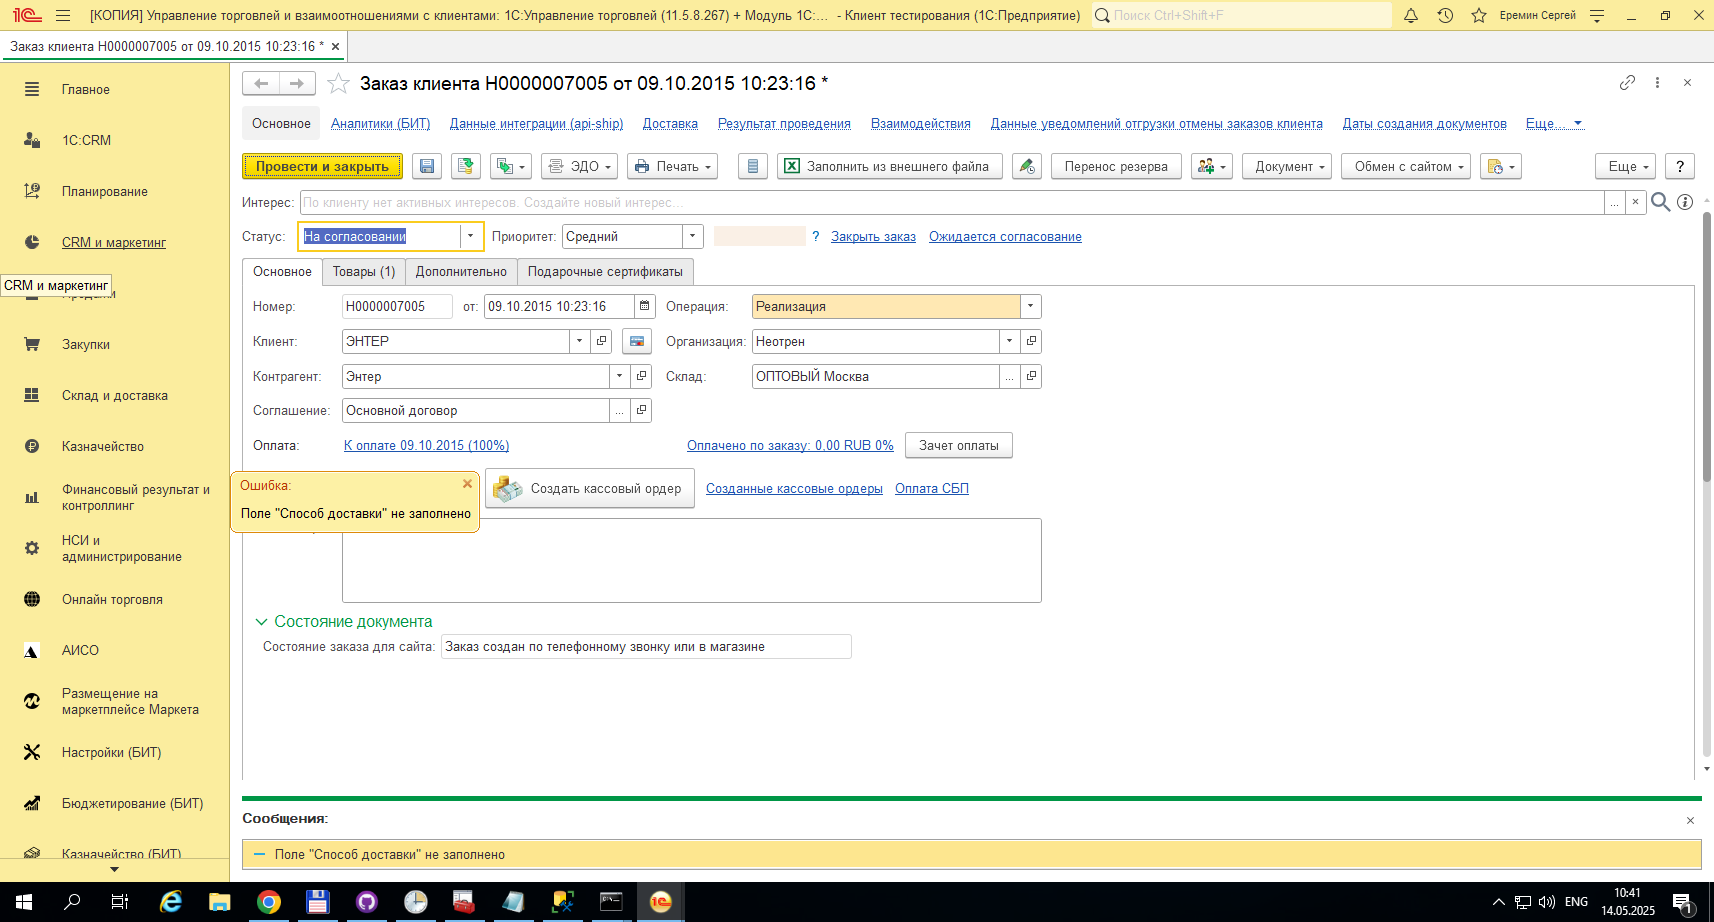 [КОПИЯ] Управление торговли и взаимоотношениями с клиентами: 1С:Управление торговлей (11.5.8.267) + Модуль 1С:... - Клиент тестирования (1С:Предприятие)
Поиск Ctrl+Shift+F
Еремин Сергей
Заказ клиента Н0000007005 от 09.10.2015 10:23:16 *
Главное
1С:CRM
Планирование
CRM и маркетинг
CRM и маркетинг
Продажи
Закупки
Склад и доставка
Казначейство
Финансовый результат и
контроллинг
НСИ и
администрирование
Онлайн торговля
АИСО
Размещение на
маркетплейсе Маркета
Настройки (БИТ)
Бюджетирование (БИТ)
Казначейство (БИТ)
Заказ клиента Н0000007005 от 09.10.2015 10:23:16 *
Основное Аналитики (БИТ) Данные интеграции (api-ship) Доставка Результат проведения Взаимодействия Данные уведомлений отгрузки отмены заказов клиента Даты создания документов Еще...
Провести и закрыть ЭДО Печать Заполнить из внешнего файла Перенос резерва Документ Обмен с сайтом Еще ?
Интерес: По клиенту нет активных интересов. Создайте новый интерес... ...
Статус: На согласовании Приоритет: Средний ? Закрыть заказ Ожидается согласование
Основное Товары (1) Дополнительно Подарочные сертификаты
Номер: Н0000007005 от: 09.10.2015 10:23:16 Операция: Реализация
Клиент: ЭНТЕР Организация: Неотрен
Контрагент: Энтер Склад: ОПТОВЫЙ Москва ...
Соглашение: Основной договор ...
Оплата: К оплате 09.10.2015 (100%) Оплачено по заказу: 0,00 RUB 0% Зачет оплаты
Ошибка:
Поле "Способ доставки" не заполнено
Создать кассовый ордер Созданные кассовые ордеры Оплата СБП
Состояние документа
Состояние заказа для сайта: Заказ создан по телефонному звонку или в магазине
Сообщения:
Поле "Способ доставки" не заполнено
ENG
10:41
14.05.2025
1